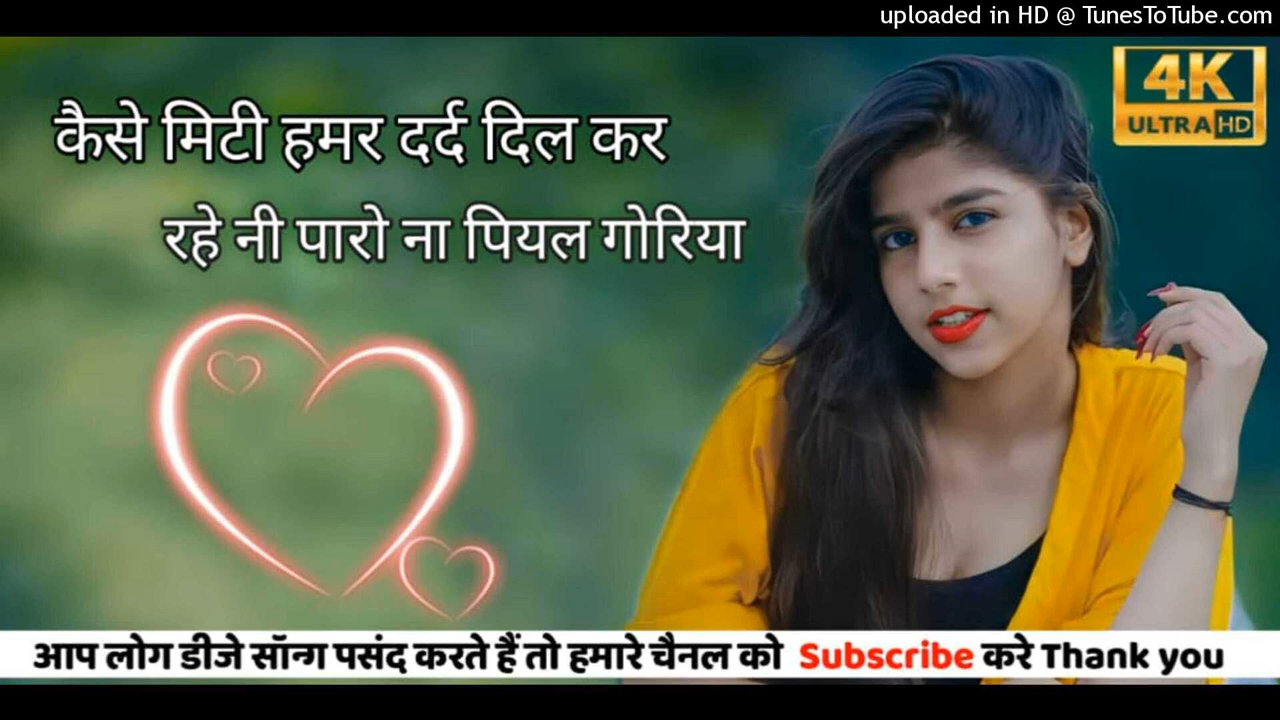 uploaded in HD @ TunesToTube.com
4K
ULTRA HD
कैसे मिटी हमर दर्द दिल कर
रहे नी पारो ना पियल गोरिया
आप लोग डीजे सॉन्ग पसंद करते हैं तो हमारे चैनल को Subscribe करे Thank you